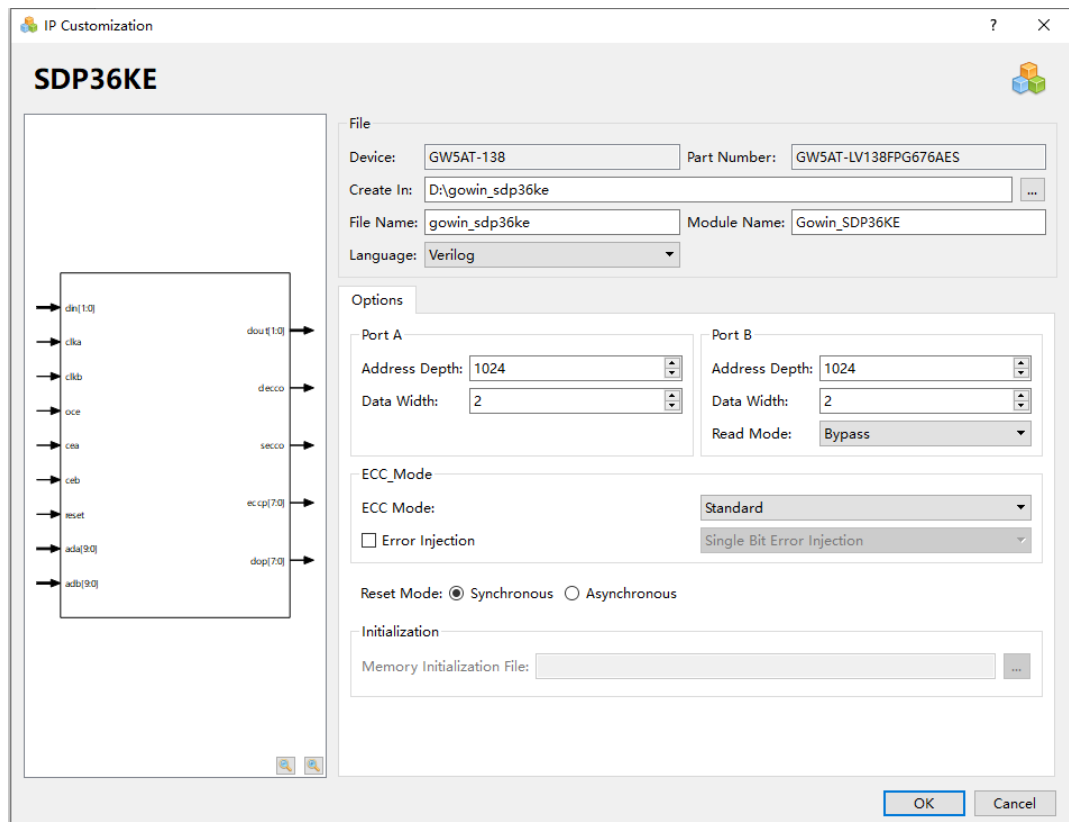 IP Customization
?
SDP36KE
din[1:0]
clka
clkb
oce
cea
ceb
reset
ada[9:0]
adb[9:0]
dout[1:0]
decco
secco
eccp[7:0]
dop[7:0]
File
Device: GW5AT-138 Part Number: GW5AT-LV138FPG676AES
Create In: D:\gowin_sdp36ke ...
File Name: gowin_sdp36ke Module Name: Gowin_SDP36KE
Language: Verilog
Options
Port A
Address Depth: 1024
Data Width: 2
Port B
Address Depth: 1024
Data Width: 2
Read Mode: Bypass
ECC_Mode
ECC Mode: Standard
Error Injection Single Bit Error Injection
Reset Mode: Synchronous Asynchronous
Initialization
Memory Initialization File: ...
OK Cancel